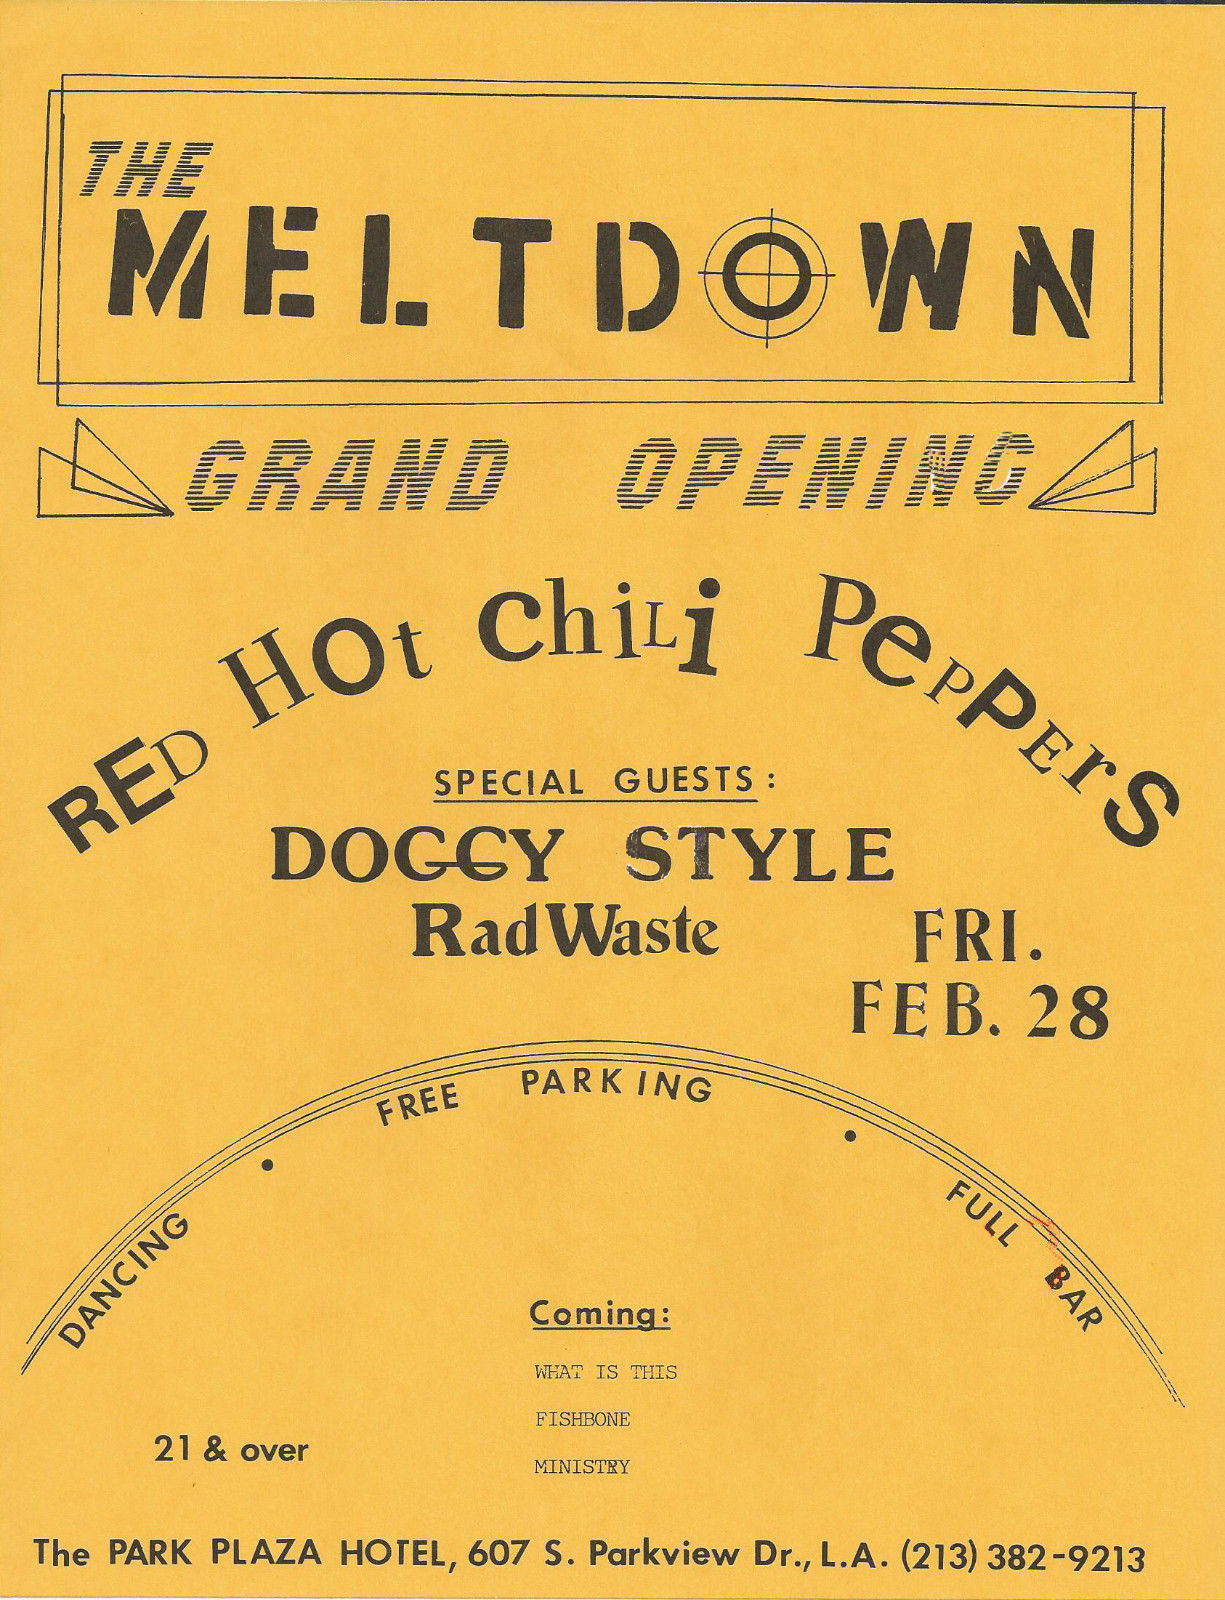 THE
MELTDOWN
GRAND OPENING
RED HOt ChiLi PePPErS
SPECIAL GUESTS:
DOGGY STYLE
RadWaste
FRI.
FEB. 28
DANCING • FREE PARKING • FULL BAR
Coming:
WHAT IS THIS
FISHBONE
MINISTRY
21 & over
The PARK PLAZA HOTEL, 607 S. Parkview Dr., L.A. (213) 382-9213